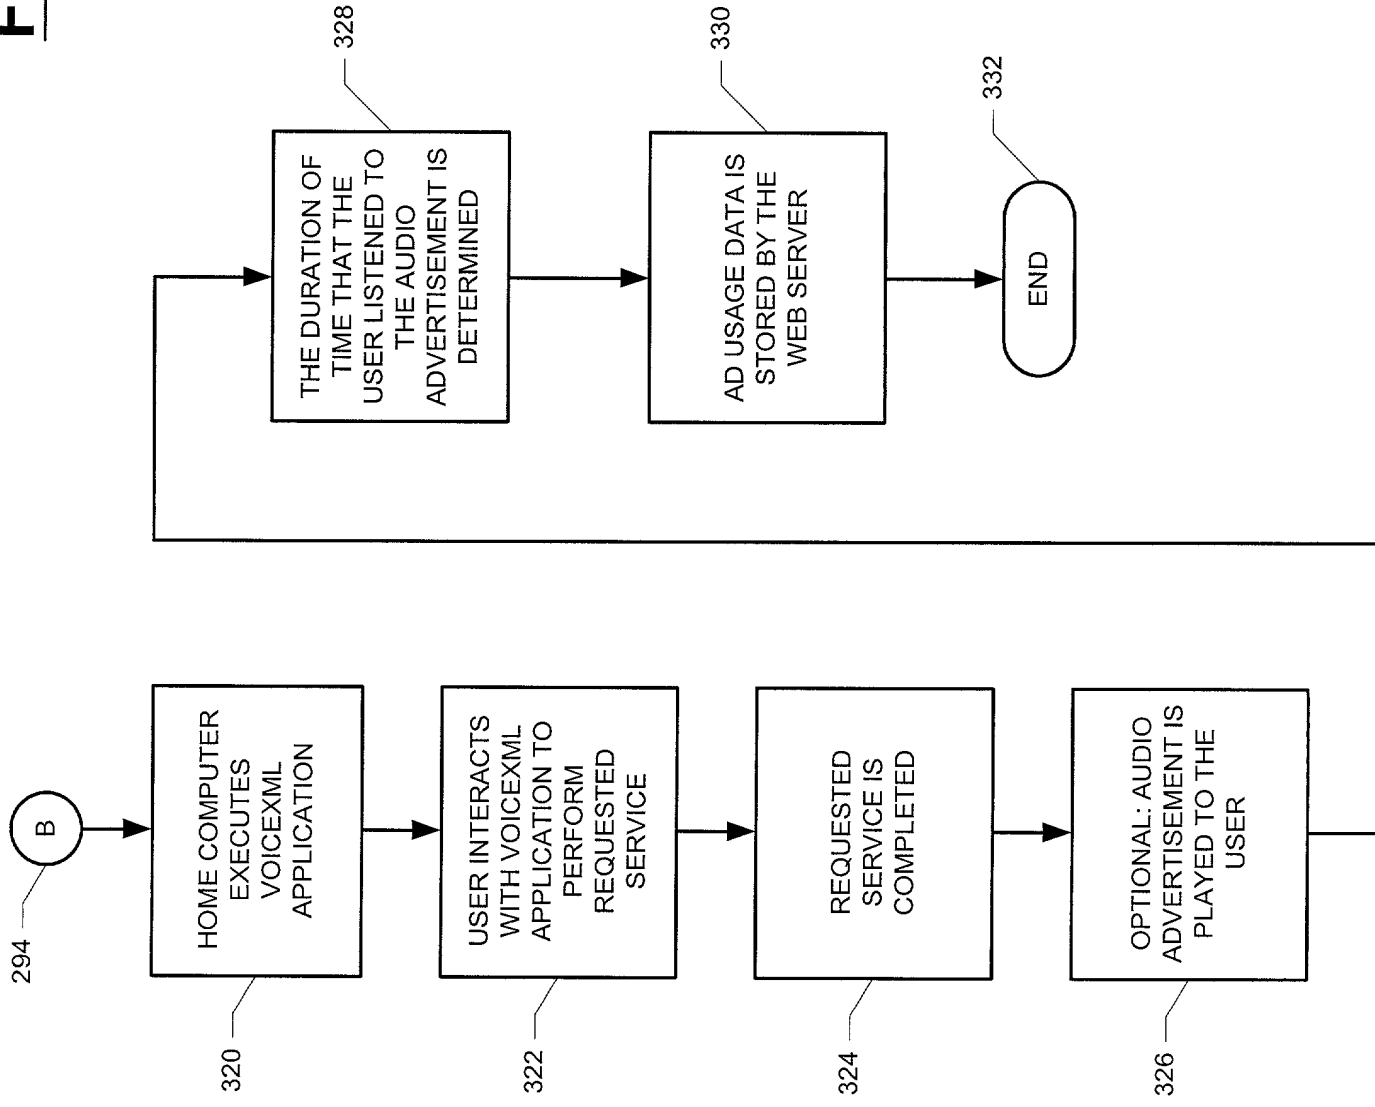 294
B
320
HOME COMPUTER
EXECUTES
VOICEXML
APPLICATION
322
USER INTERACTS
WITH VOICEXML
APPLICATION TO
PERFORM
REQUESTED
SERVICE
324
REQUESTED
SERVICE IS
COMPLETED
326
OPTIONAL: AUDIO
ADVERTISEMENT IS
PLAYED TO THE
USER
328
THE DURATION OF
TIME THAT THE
USER LISTENED TO
THE AUDIO
ADVERTISEMENT IS
DETERMINED
330
AD USAGE DATA IS
STORED BY THE
WEB SERVER
332
END